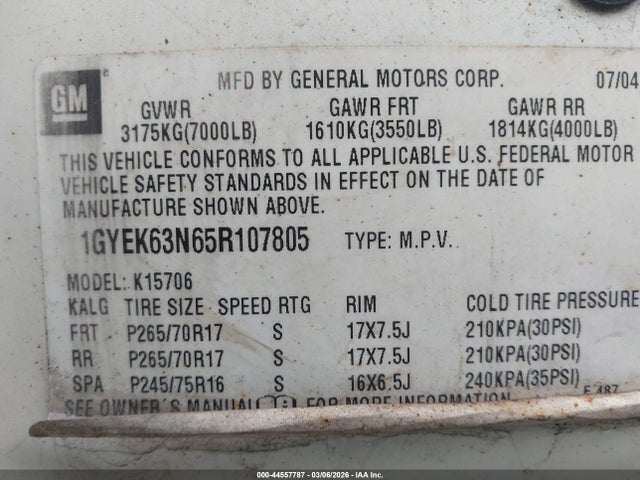 GM
MFD BY GENERAL MOTORS CORP. 07/04
GVWR GAWR FRT GAWR RR
3175KG(7000LB) 1610KG(3550LB) 1814KG(4000LB)
THIS VEHICLE CONFORMS TO ALL APPLICABLE U.S. FEDERAL MOTOR
VEHICLE SAFETY STANDARDS IN EFFECT ON THE DATE OF
MANUFACTURE SHOWN ABOVE.
1GYEK63N65R107805 TYPE: M.P.V.
MODEL: K15706
KALG TIRE SIZE SPEED RTG RIM COLD TIRE PRESSURE
FRT P265/70R17 S 17X7.5J 210KPA(30PSI)
RR P265/70R17 S 17X7.5J 210KPA(30PSI)
SPA P245/75R16 S 16X6.5J 240KPA(35PSI)
SEE OWNER'S MANUAL FOR MORE INFORMATION
000-44557787 - 03/06/2026 - IAA Inc.